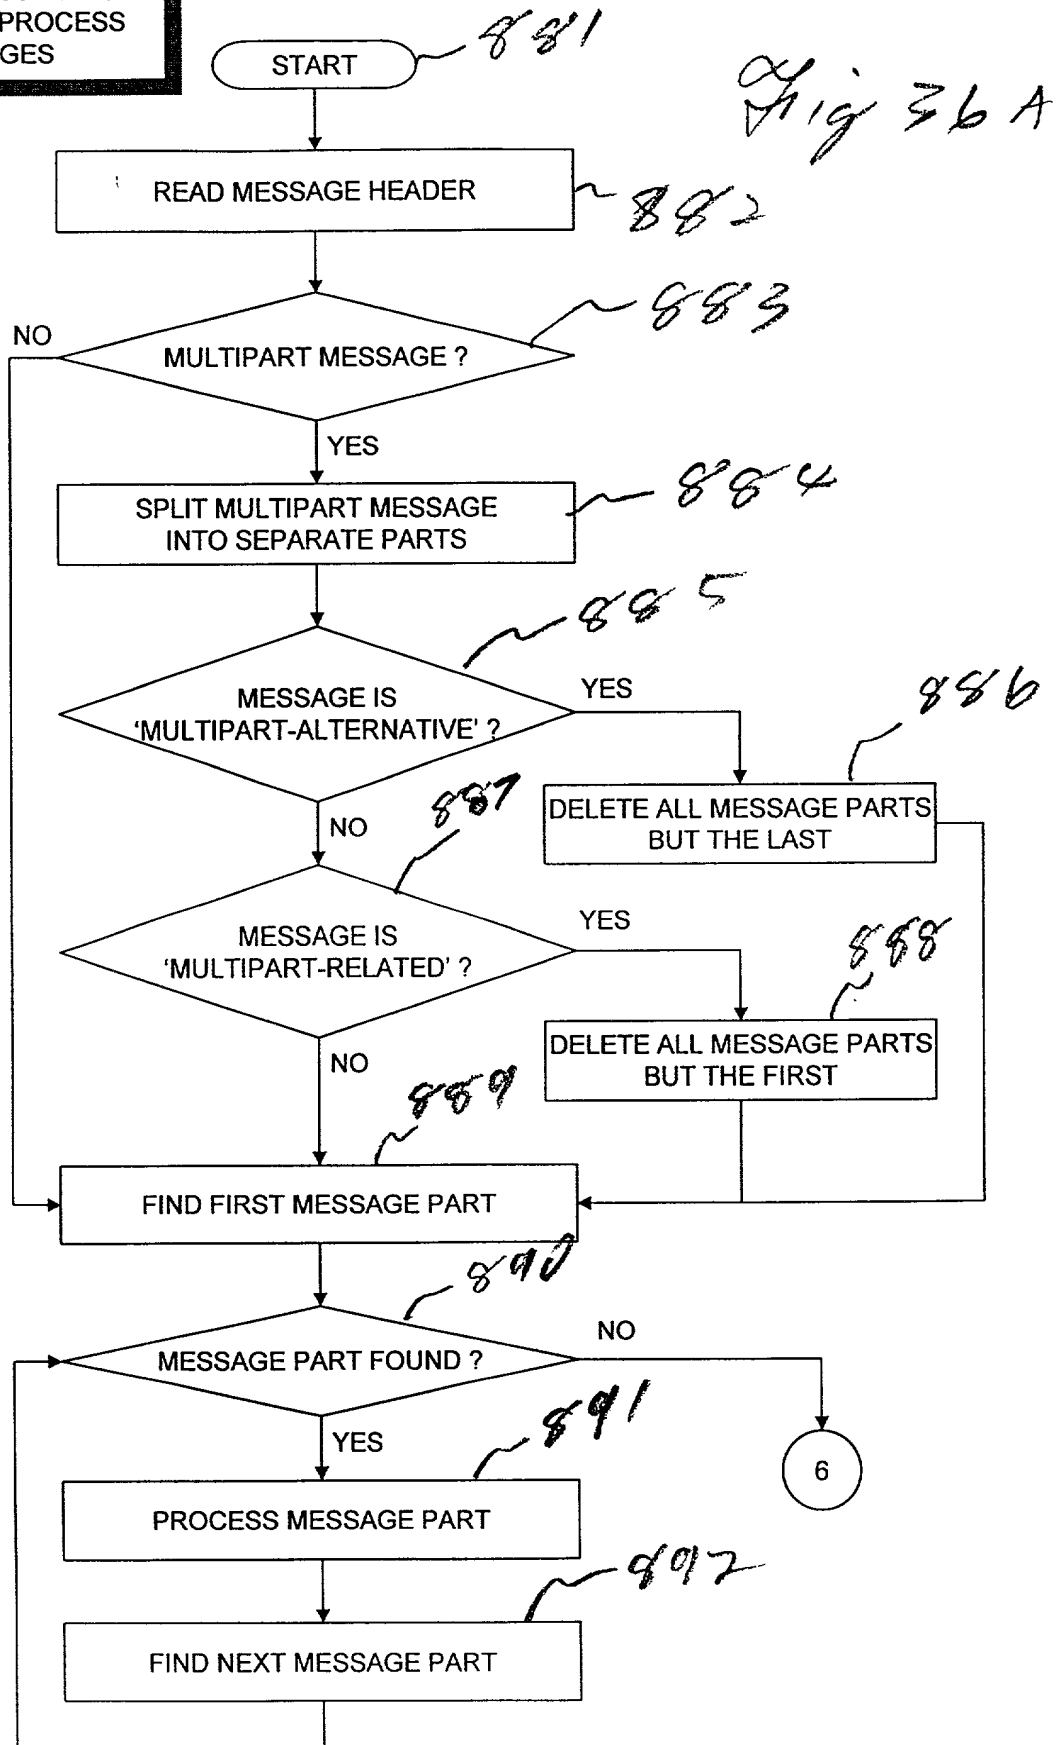 PROCESS
GES
START
881
Fig 36 A
READ MESSAGE HEADER
882
883
NO
MULTIPART MESSAGE ?
YES
884
SPLIT MULTIPART MESSAGE
INTO SEPARATE PARTS
885
MESSAGE IS
‘MULTIPART-ALTERNATIVE’ ?
YES
886
DELETE ALL MESSAGE PARTS
BUT THE LAST
NO
887
MESSAGE IS
‘MULTIPART-RELATED’ ?
YES
888
DELETE ALL MESSAGE PARTS
BUT THE FIRST
NO
889
FIND FIRST MESSAGE PART
890
MESSAGE PART FOUND ?
NO
6
YES
891
PROCESS MESSAGE PART
892
FIND NEXT MESSAGE PART